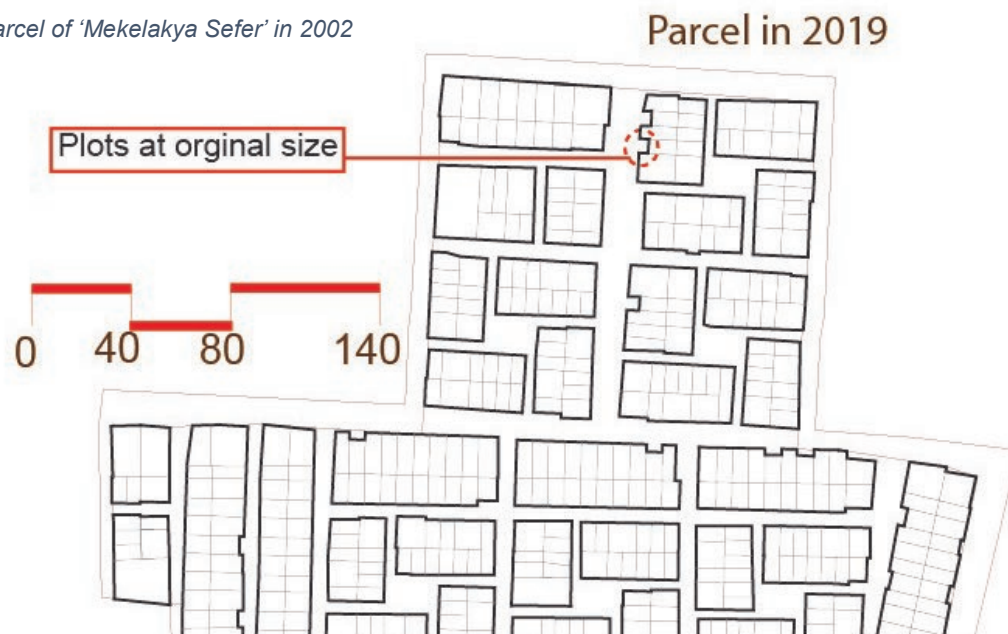 arcel of ‘Mekelakya Sefer’ in 2002
Parcel in 2019
Plots at orginal size
0 40 80 140